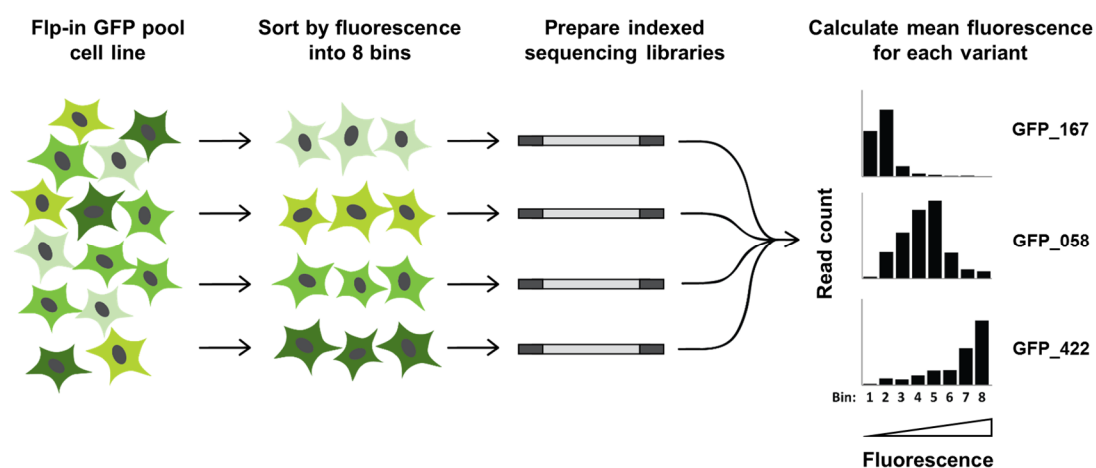 Flp-in GFP pool
cell line
Sort by fluorescence
into 8 bins
Prepare indexed
sequencing libraries
Calculate mean fluorescence
for each variant
GFP_167
GFP_058
GFP_422
Read count
Bin: 1 2 3 4 5 6 7 8
Fluorescence